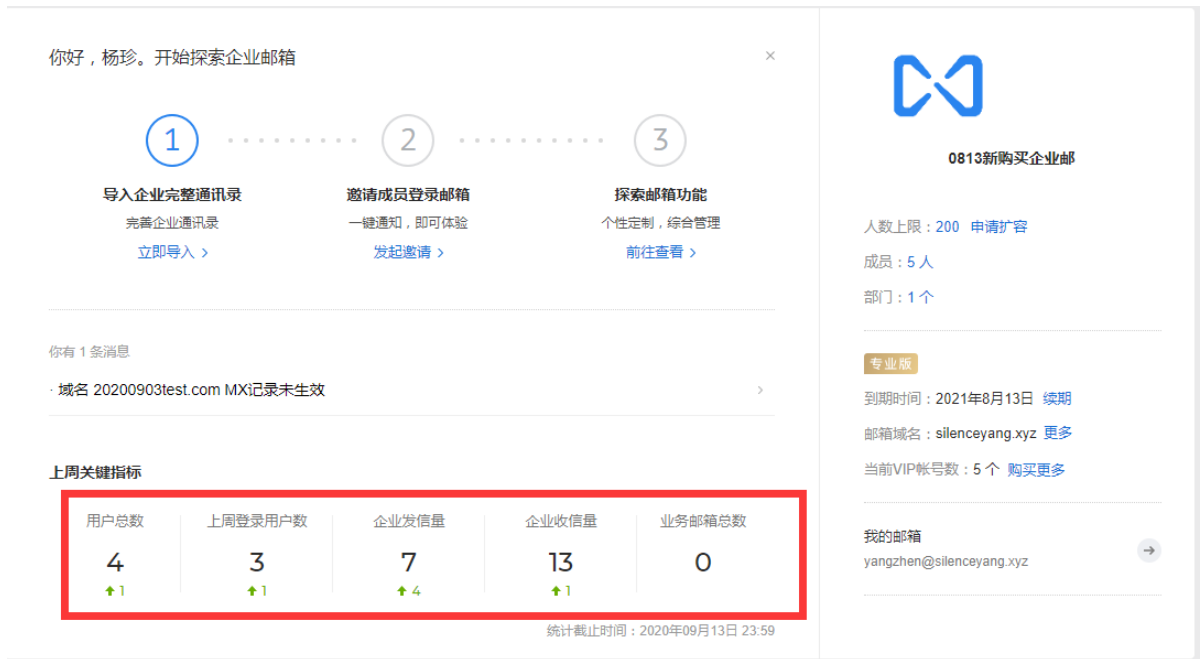 你好，杨珍。开始探索企业邮箱
×
1
2
3
导入企业完整通讯录
邀请成员登录邮箱
探索邮箱功能
完善企业通讯录
一键通知，即可体验
个性定制，综合管理
立即导入 >
发起邀请 >
前往查看 >
你有 1 条消息
· 域名 20200903test.com MX记录未生效
>
上周关键指标
用户总数
上周登录用户数
企业发信量
企业收信量
业务邮箱总数
4
3
7
13
0
1
1
4
1
统计截止时间：2020年09月13日 23:59
0813新购买企业邮
人数上限：200 申请扩容
成员：5 人
部门：1 个
专业版
到期时间：2021年8月13日 续期
邮箱域名：silenceyang.xyz 更多
当前VIP帐号数：5 个 购买更多
我的邮箱
yangzhen@silenceyang.xyz